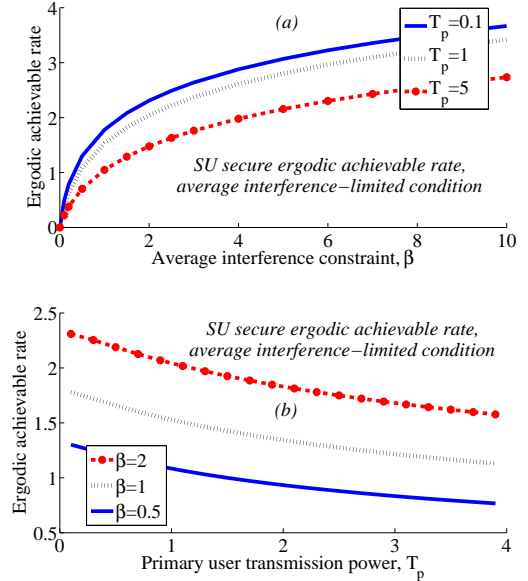 (a)
T_p=0.1
T_p=1
T_p=5
4
3
2
1
0
Ergodic achievable rate
SU secure ergodic achievable rate,
average interference−limited condition
0 2 4 6 8 10
Average interference constraint, β
2.5
2
1.5
1
0.5
Ergodic achievable rate
SU secure ergodic achievable rate,
average interference−limited condition
(b)
β=2
β=1
β=0.5
0 1 2 3 4
Primary user transmission power, T_p